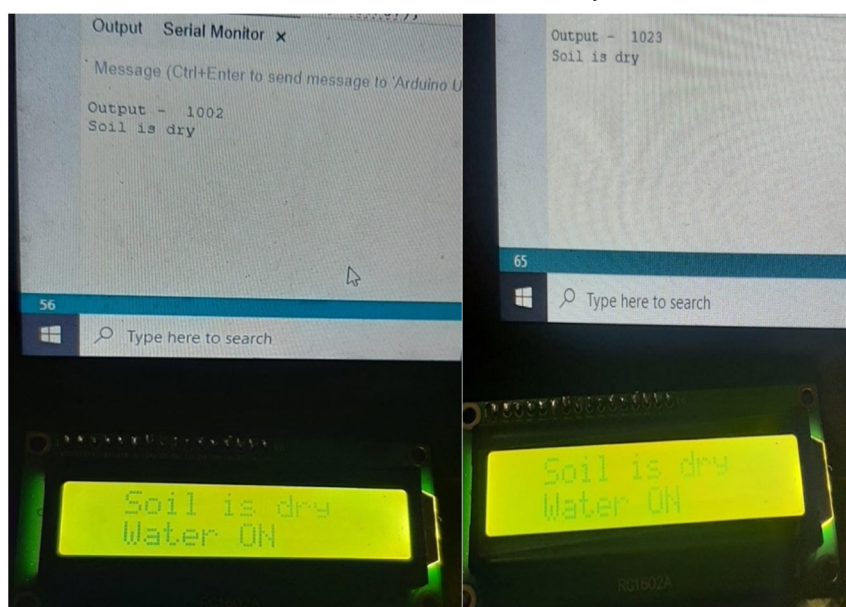 Output Serial Monitor x
Message (Ctrl+Enter to send message to 'Arduino U
Output - 1002
Soil is dry
56
Type here to search
Soil is dry
Water ON
Output - 1023
Soil is dry
65
Type here to search
Soil is dry
Water ON
RG1602A